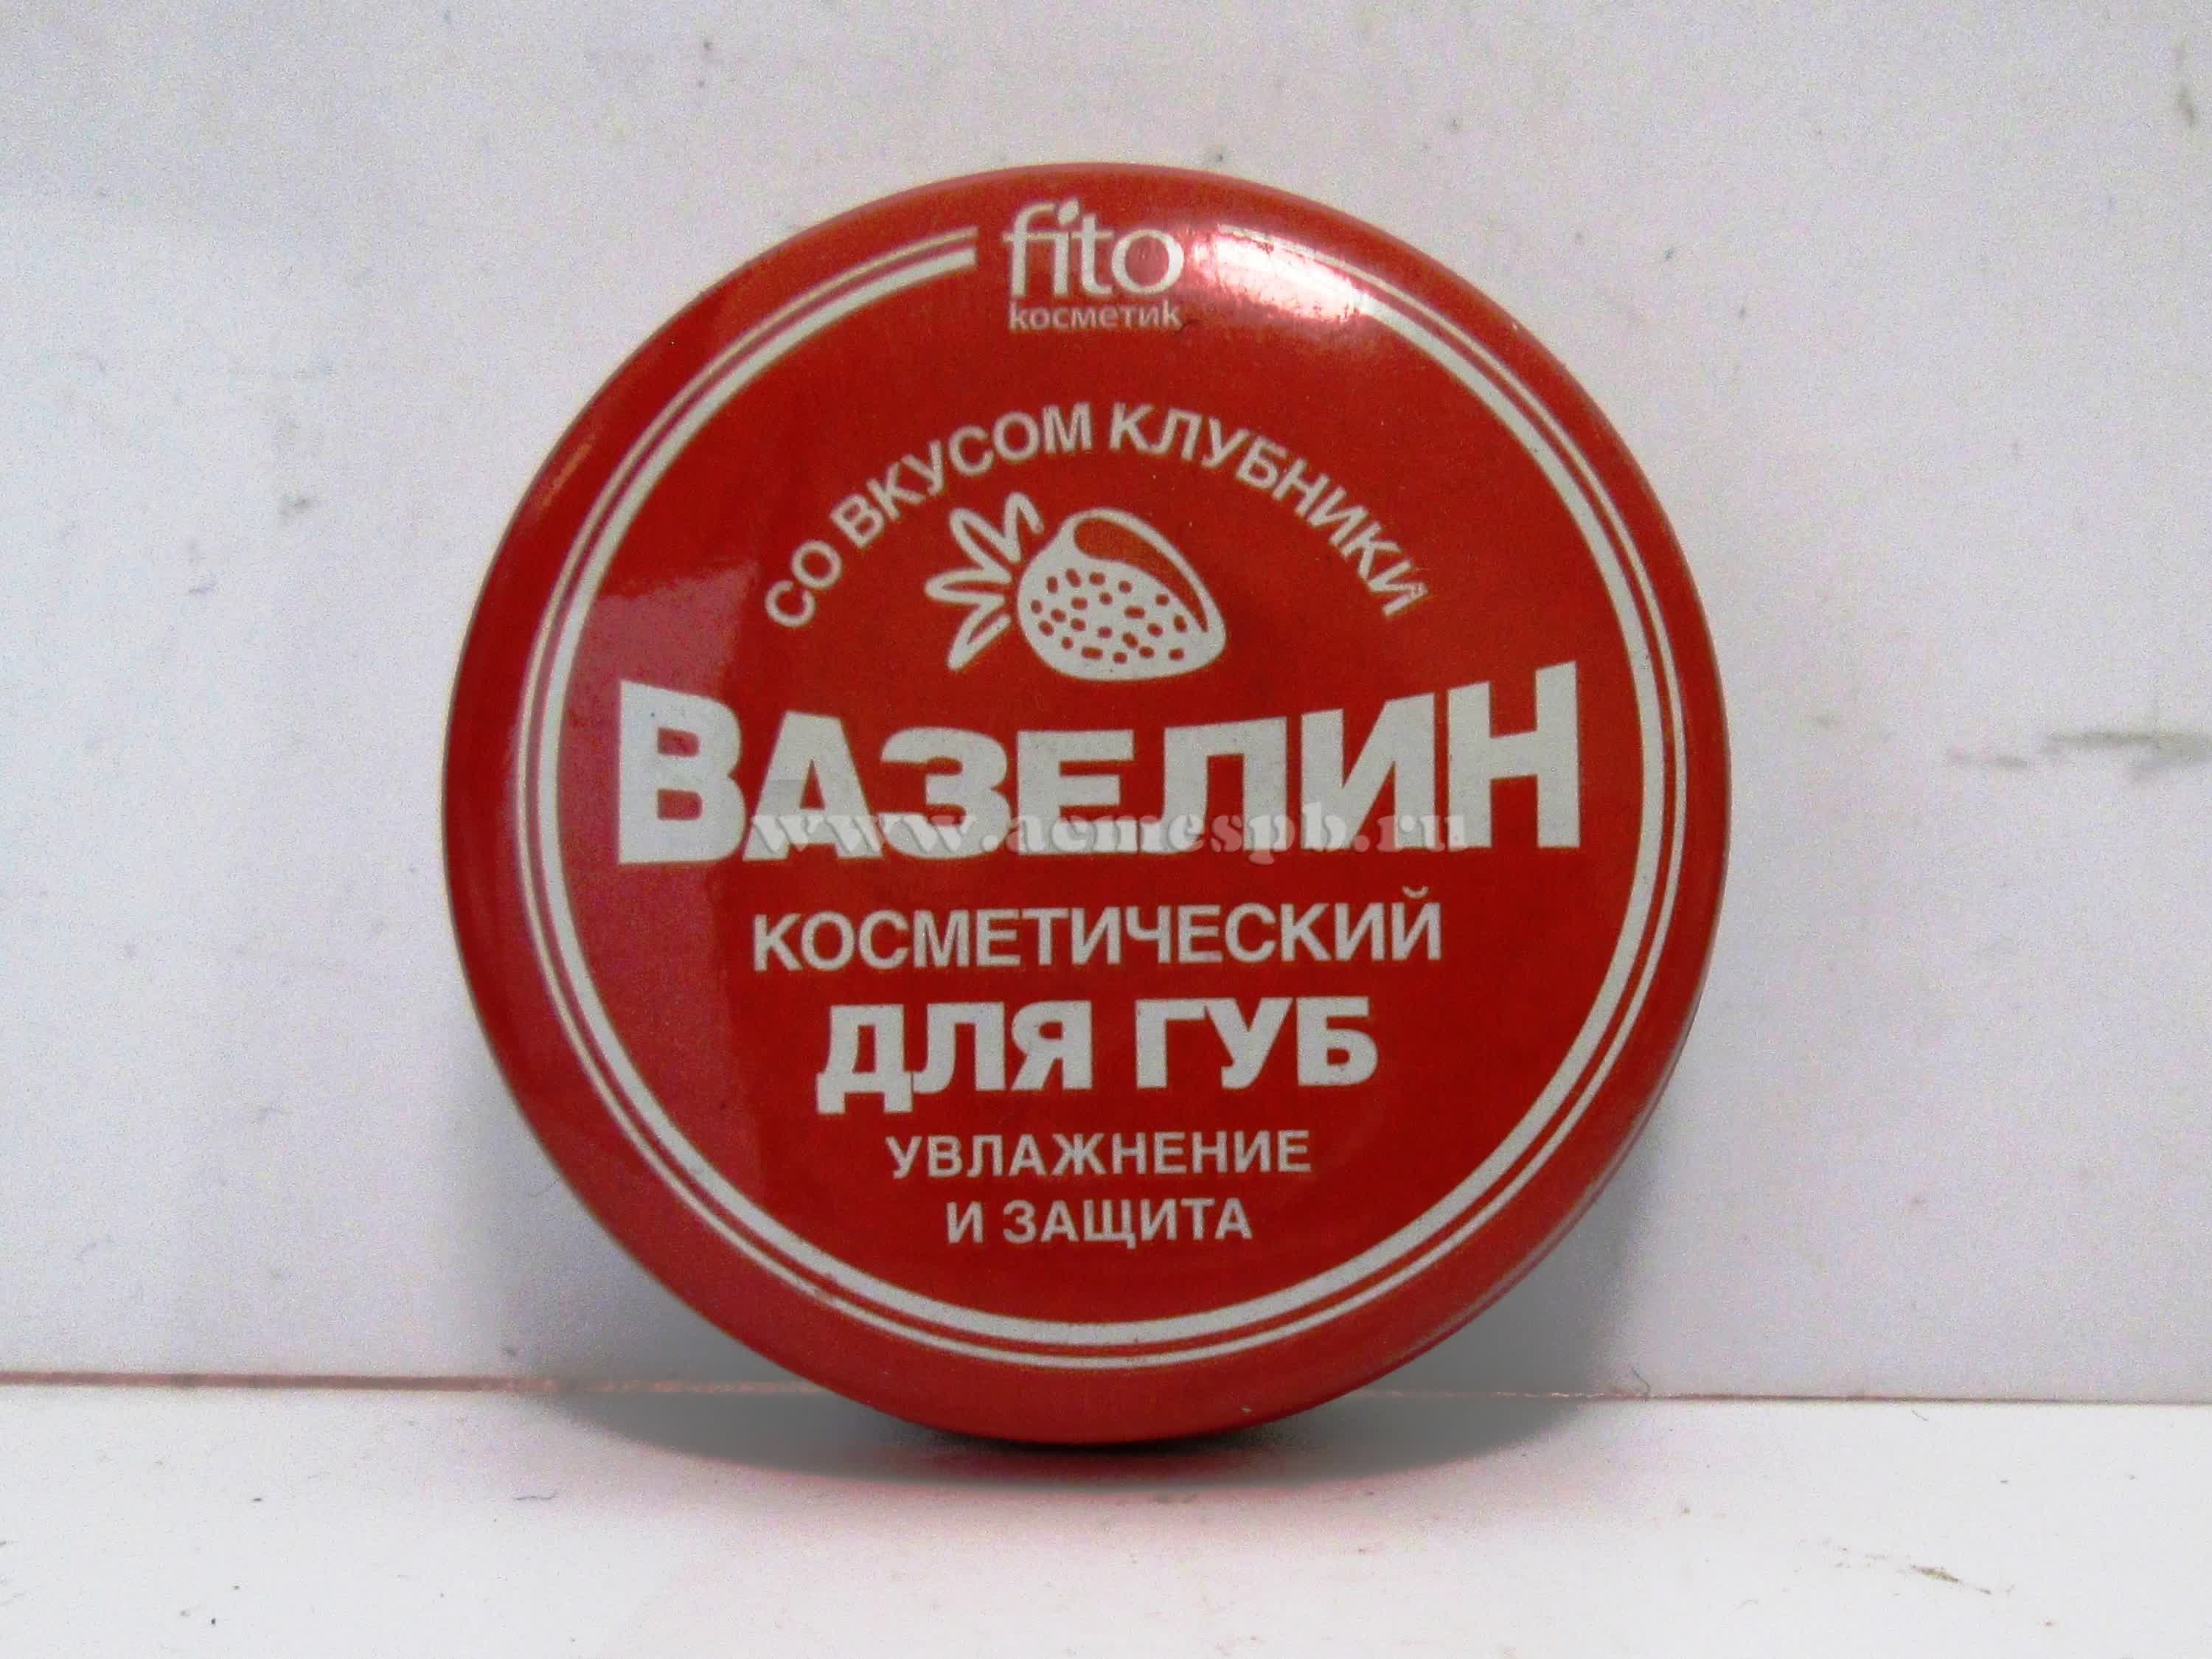 fito
косметик
СО ВКУСОМ КЛУБНИКИ
ВАЗЕЛИН
www.acmespb.ru
КОСМЕТИЧЕСКИЙ
ДЛЯ ГУБ
УВЛАЖНЕНИЕ
И ЗАЩИТА